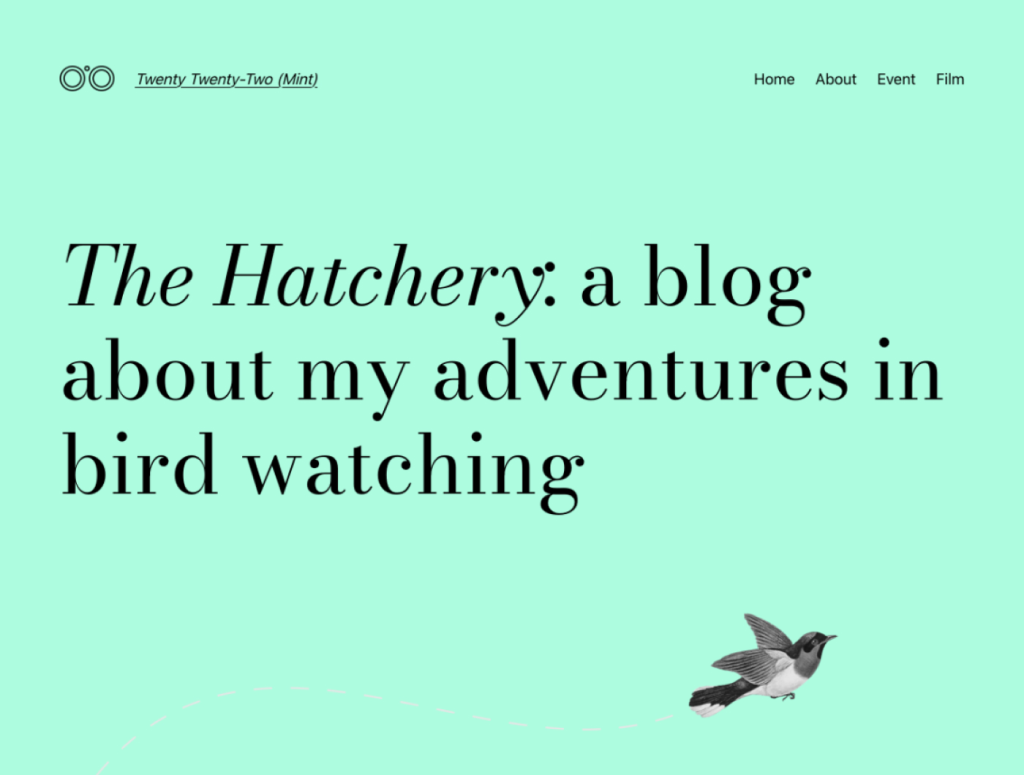 Twenty Twenty-Two (Mint)
Home About Event Film
The Hatchery: a blog
about my adventures in
bird watching